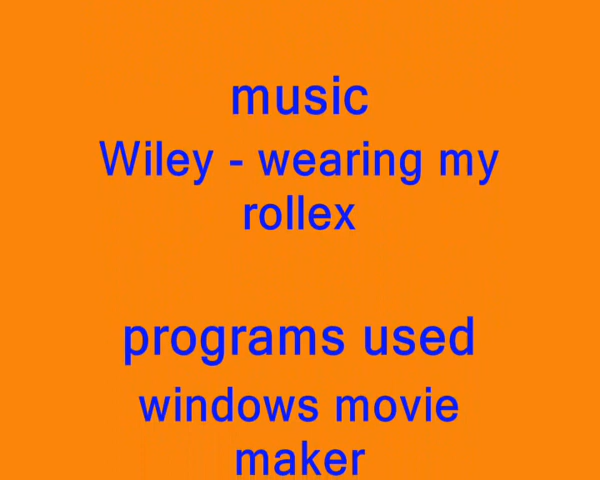 music
Wiley - wearing my
rollex
programs used
windows movie
maker